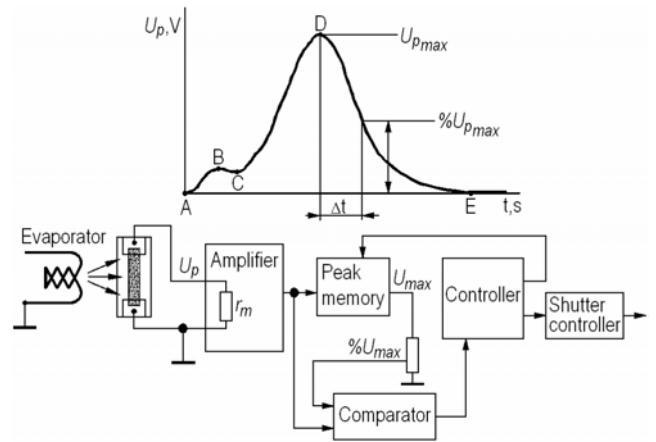 Up,V
D
Upmax
%Upmax
B
C
A
E
t,s
Δt
Evaporator
Up
Amplifier
rm
Peak
memory
Umax
%Umax
Controller
Shutter
controller
Comparator